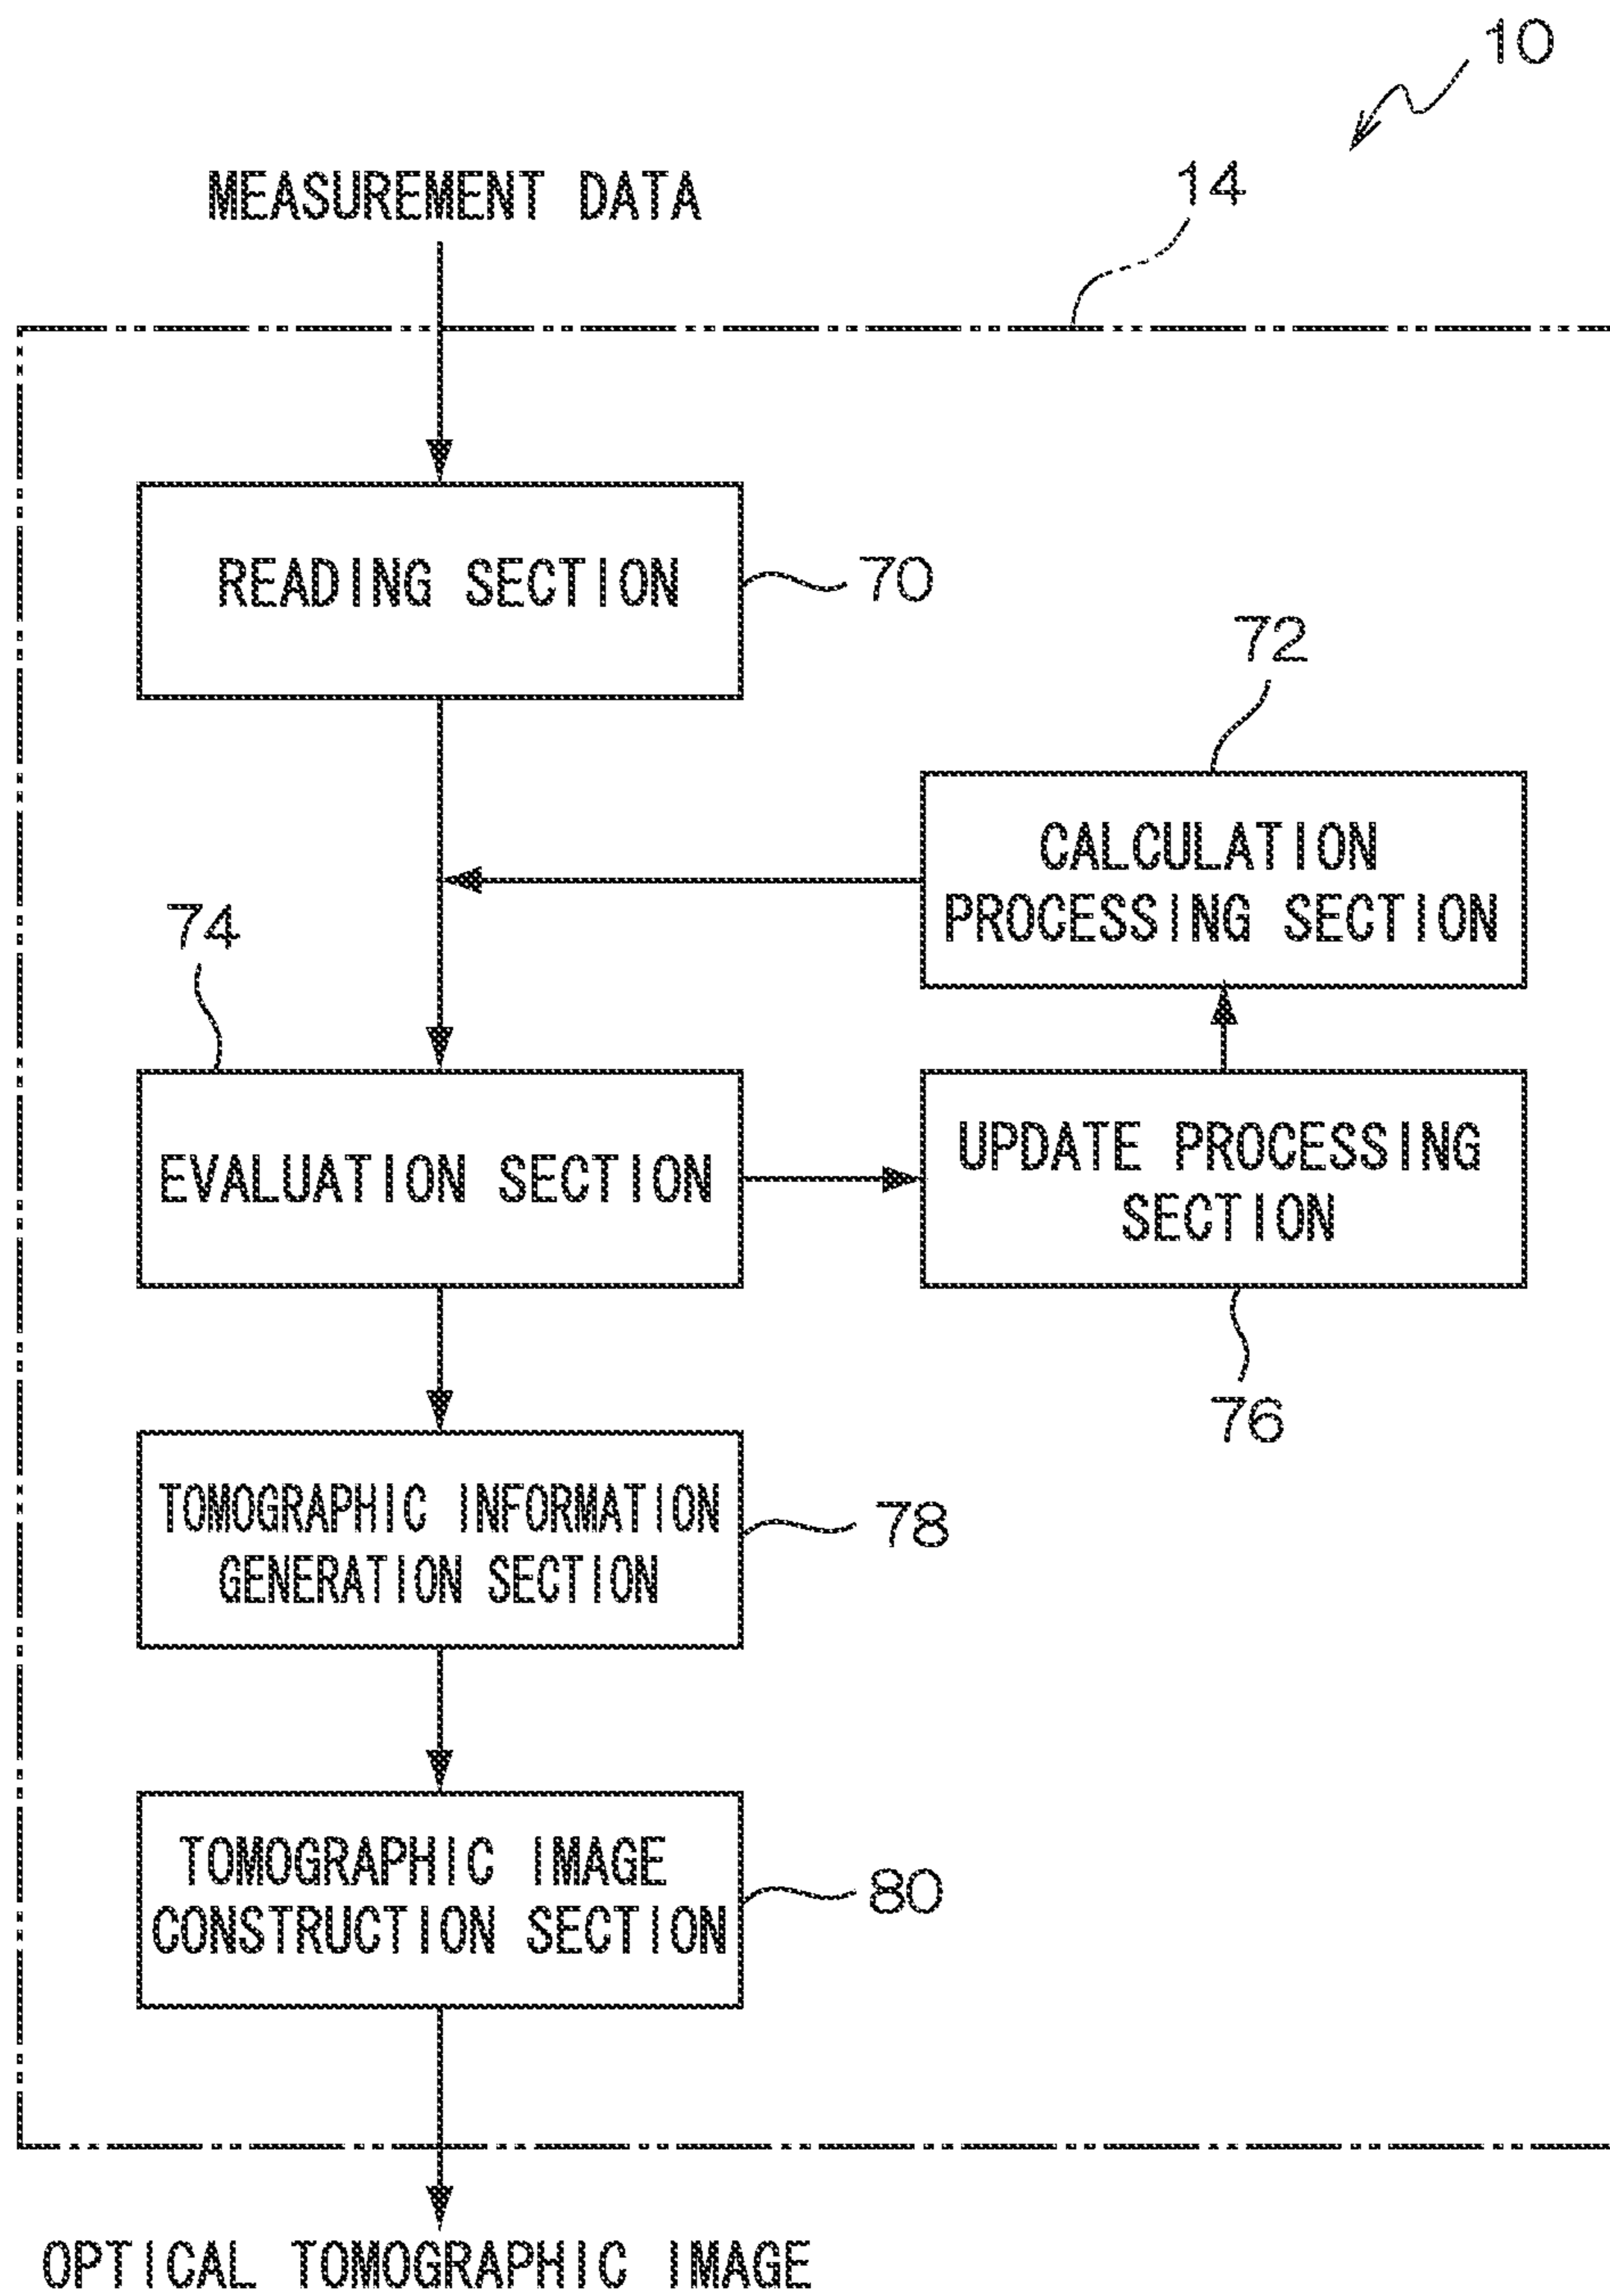 10
14
MEASUREMENT DATA
READING SECTION
70
72
CALCULATION
PROCESSING SECTION
74
EVALUATION SECTION
UPDATE PROCESSING
SECTION
76
TOMOGRAPHIC INFORMATION
GENERATION SECTION
78
TOMOGRAPHIC IMAGE
CONSTRUCTION SECTION
80
OPTICAL TOMOGRAPHIC IMAGE